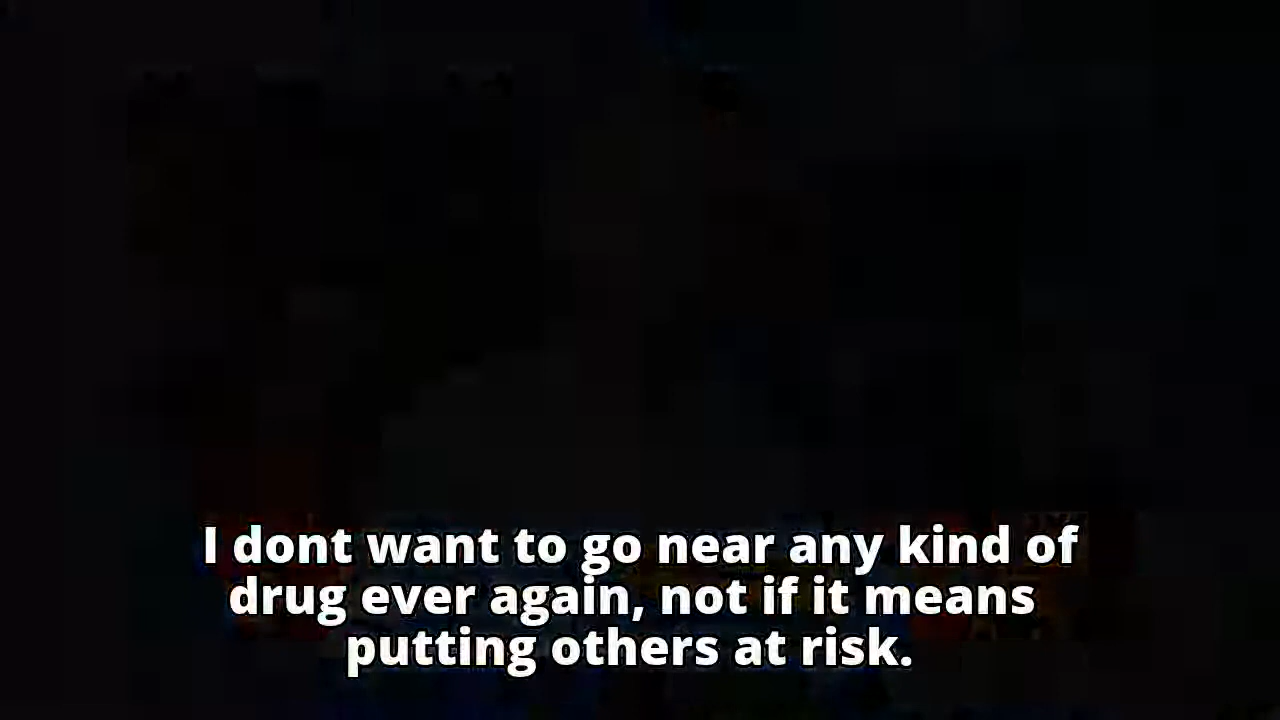 I dont want to go near any kind of
drug ever again, not if it means
putting others at risk.